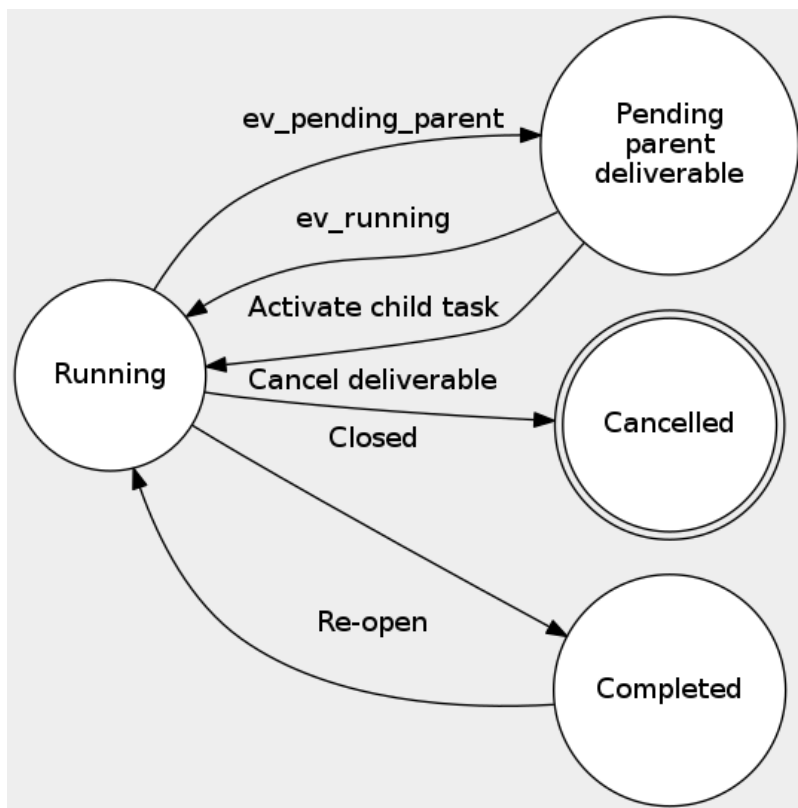 ev_pending_parent
Pending
parent
deliverable
ev_running
Activate child task
Running
Cancel deliverable
Cancelled
Closed
Re-open
Completed